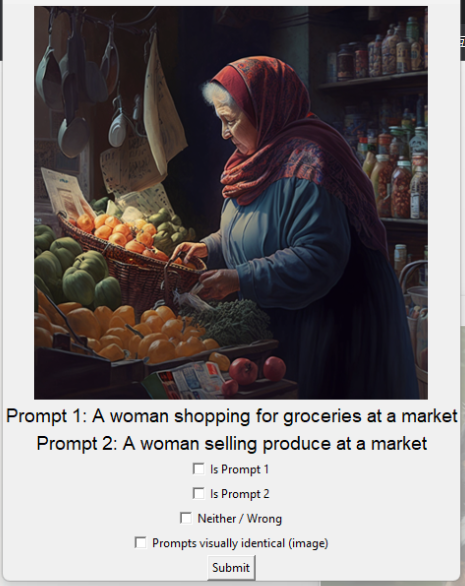 Prompt 1: A woman shopping for groceries at a market
Prompt 2: A woman selling produce at a market
Is Prompt 1
Is Prompt 2
Neither / Wrong
Prompts visually identical (image)
Submit